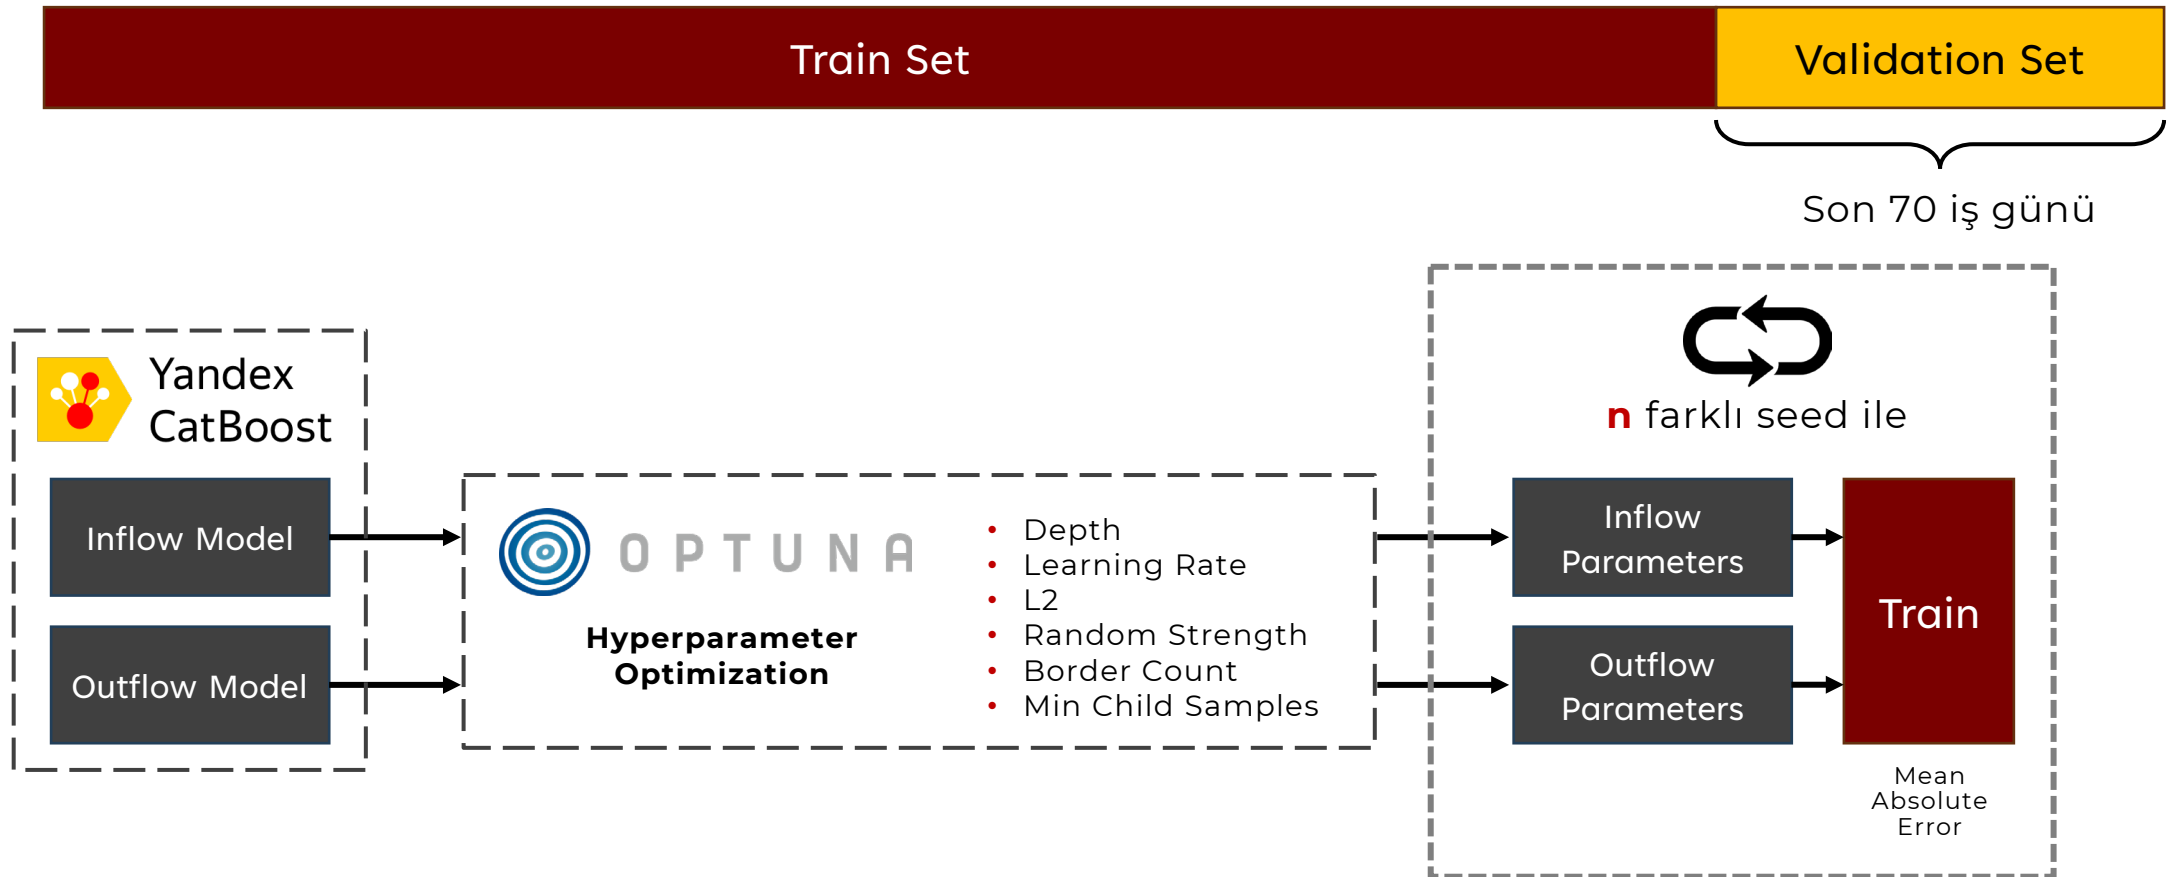 Train Set
Validation Set
Son 70 iş günü
Yandex
CatBoost
Inflow Model
Outflow Model
OPTUNA
Hyperparameter
Optimization
• Depth
• Learning Rate
• L2
• Random Strength
• Border Count
• Min Child Samples
n farklı seed ile
Inflow
Parameters
Outflow
Parameters
Train
Mean
Absolute
Error